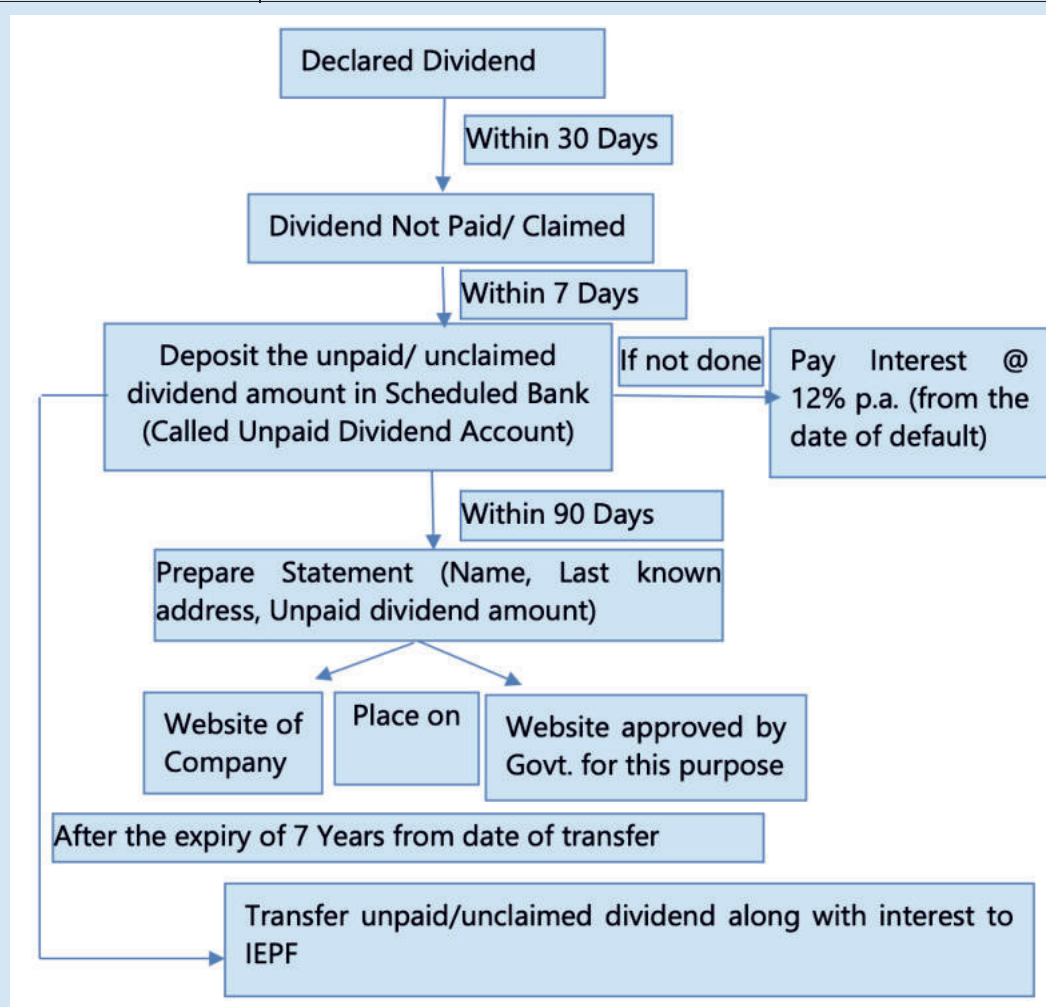 Declared Dividend
Within 30 Days
Dividend Not Paid/ Claimed
Within 7 Days
Deposit the unpaid/ unclaimed
dividend amount in Scheduled Bank
(Called Unpaid Dividend Account)
If not done
Pay Interest @
12% p.a. (from the
date of default)
Within 90 Days
Prepare Statement (Name, Last known
address, Unpaid dividend amount)
Website of
Company
Place on
Website approved by
Govt. for this purpose
After the expiry of 7 Years from date of transfer
Transfer unpaid/unclaimed dividend along with interest to
IEPF